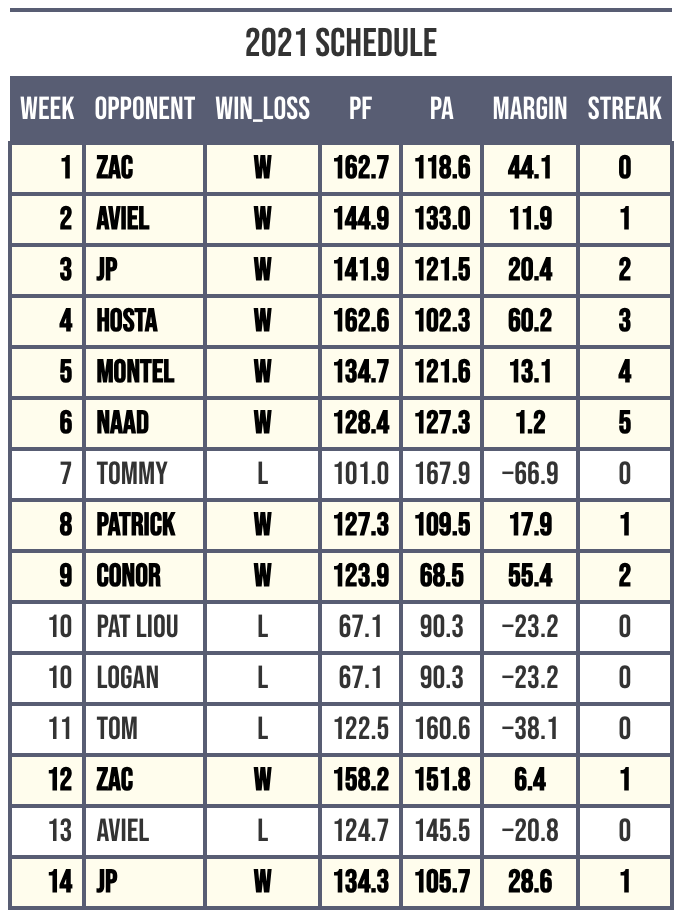 2021 SCHEDULE
WEEK OPPONENT WIN_LOSS PF PA MARGIN STREAK
1 ZAC W 162.7 118.6 44.1 0
2 AVIEL W 144.9 133.0 11.9 1
3 JP W 141.9 121.5 20.4 2
4 HOSTA W 162.6 102.3 60.2 3
5 MONTEL W 134.7 121.6 13.1 4
6 NAAD W 128.4 127.3 1.2 5
7 TOMMY L 101.0 167.9 −66.9 0
8 PATRICK W 127.3 109.5 17.9 1
9 CONOR W 123.9 68.5 55.4 2
10 PAT LIOU L 67.1 90.3 −23.2 0
10 LOGAN L 67.1 90.3 −23.2 0
11 TOM L 122.5 160.6 −38.1 0
12 ZAC W 158.2 151.8 6.4 1
13 AVIEL L 124.7 145.5 −20.8 0
14 JP W 134.3 105.7 28.6 1